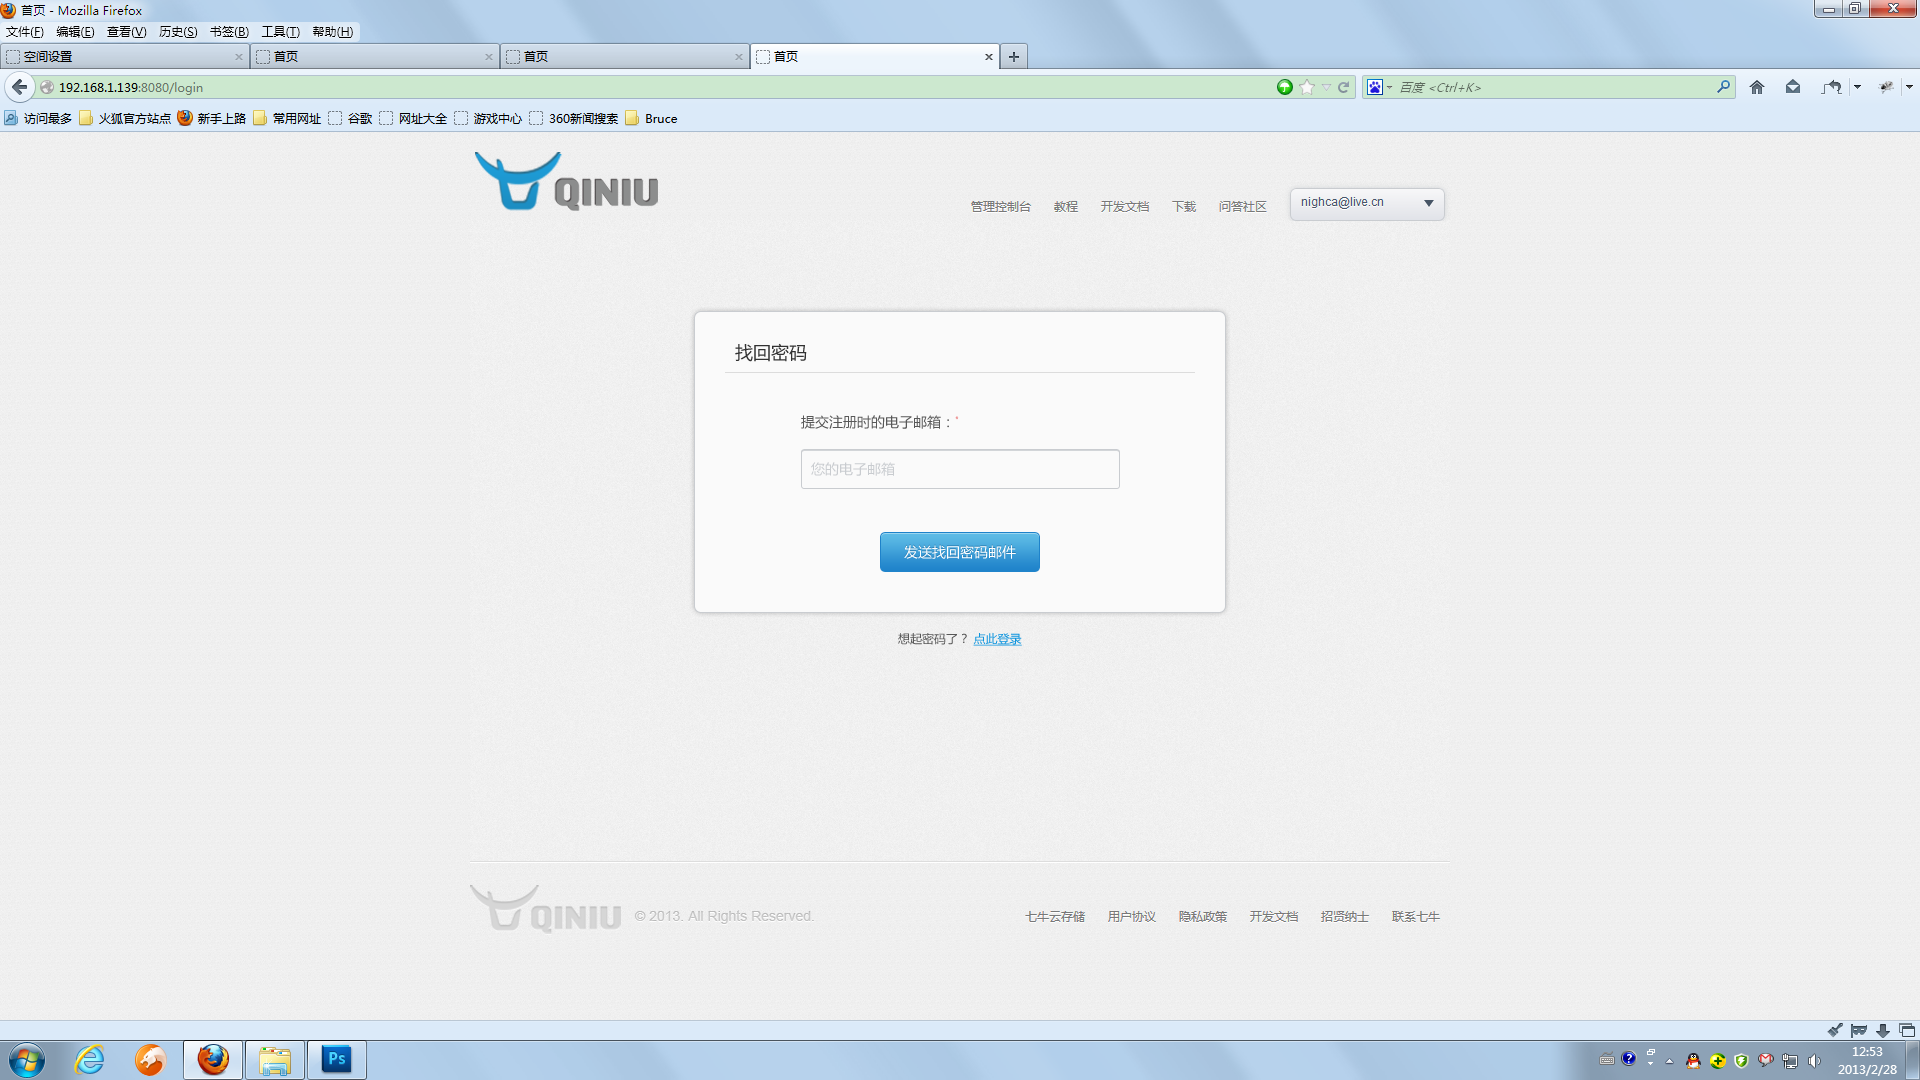 首页 - Mozilla Firefox
文件(F) 编辑(E) 查看(V) 历史(S) 书签(B) 工具(T) 帮助(H)
空间设置 首页 首页 首页
192.168.1.139:8080/login 百度 <Ctrl+K>
访问最多 火狐官方站点 新手上路 常用网址 谷歌 网址大全 游戏中心 360新闻搜索 Bruce
QINIU
管理控制台 教程 开发文档 下载 问答社区 nighca@live.cn
找回密码
提交注册时的电子邮箱：*
您的电子邮箱
发送找回密码邮件
想起密码了？ 点此登录
QINIU © 2013. All Rights Reserved. 七牛云存储 用户协议 隐私政策 开发文档 招贤纳士 联系七牛
Ps
12:53
2013/2/28